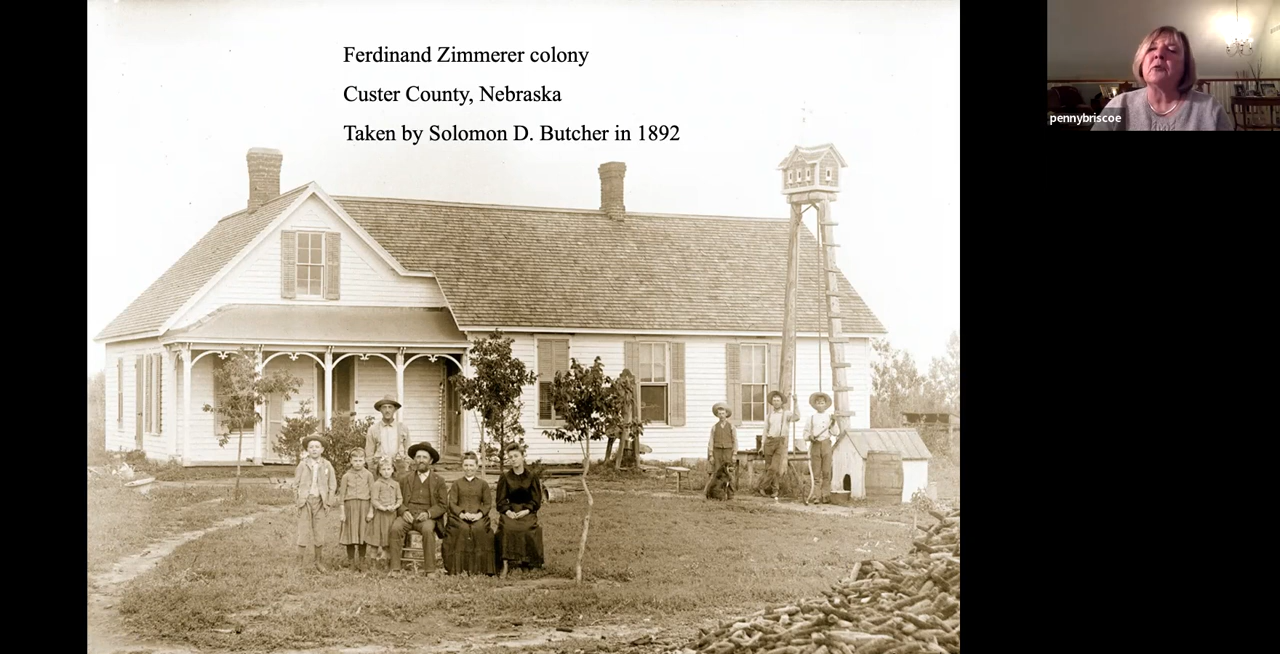 Ferdinand Zimmerer colony
Custer County, Nebraska
Taken by Solomon D. Butcher in 1892
pennybriscoe